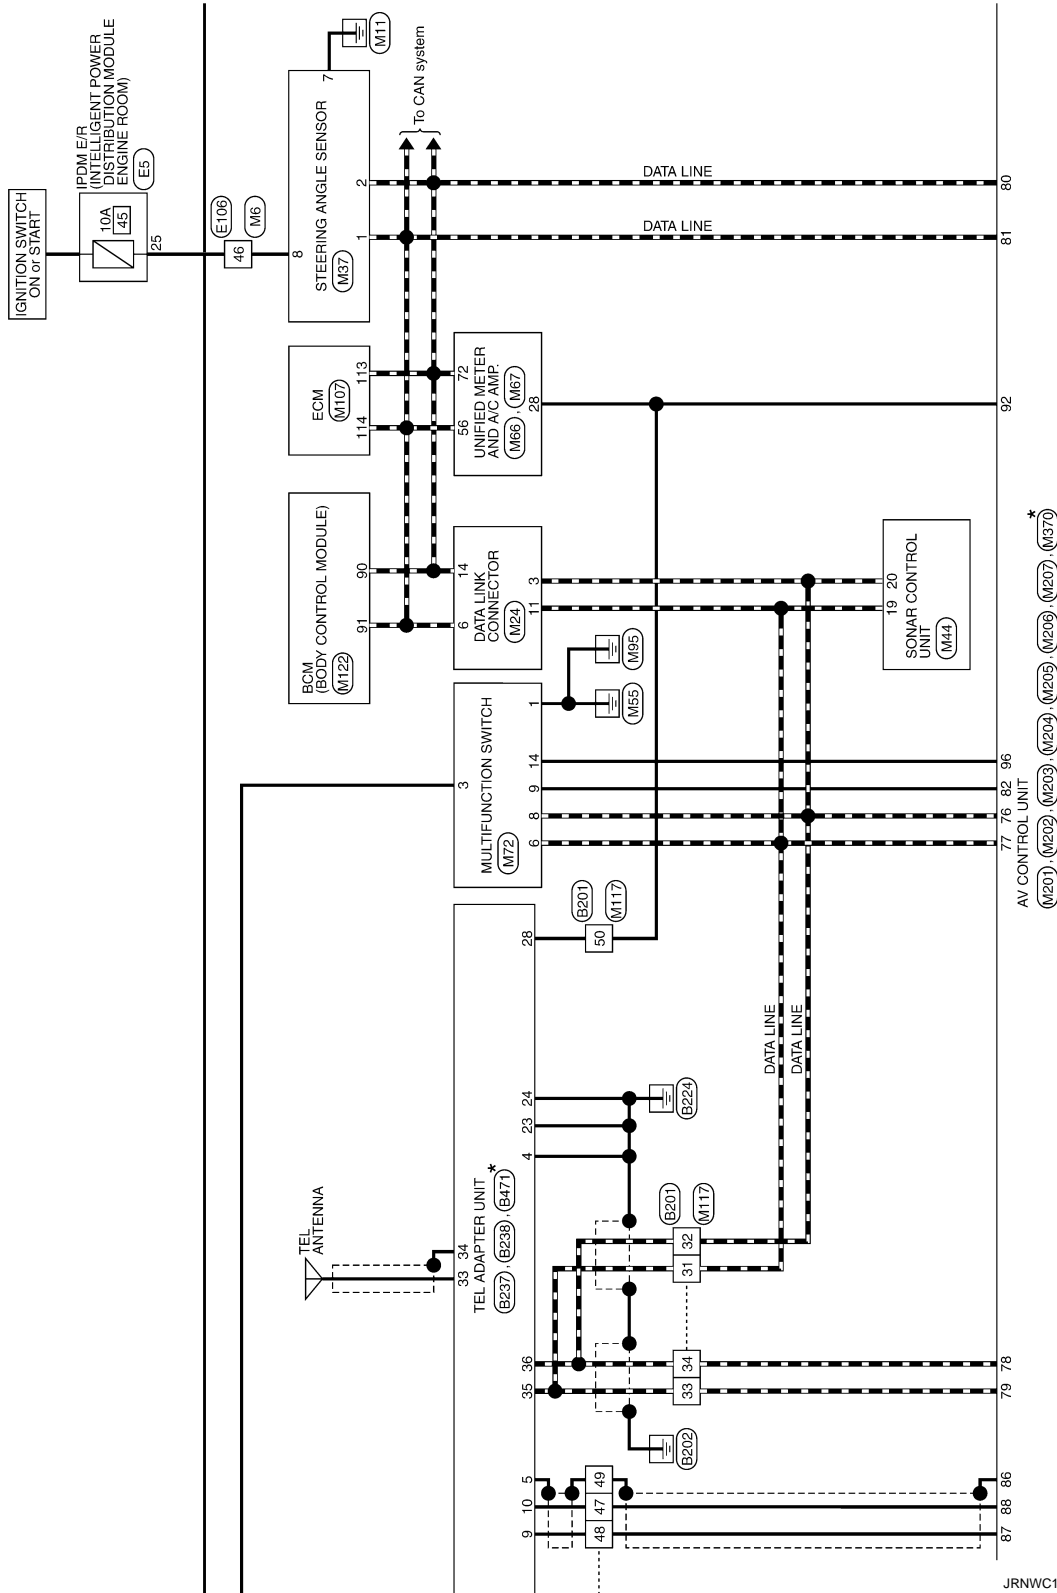 IGNITION SWITCH
ON or START
IPDM E/R
(INTELLIGENT POWER
DISTRIBUTION MODULE
ENGINE ROOM)
E5
10A
45
25
E106
M6
46
8
7
M11
STEERING ANGLE SENSOR
M37
1
2
To CAN system
ECM
M107
114
113
BCM
(BODY CONTROL MODULE)
M122
91
90
56
72
UNIFIED METER
AND A/C AMP.
M66 , M67
28
6
14
DATA LINK
CONNECTOR
M24
11
3
3
MULTIFUNCTION SWITCH
M72
6
8
9
14
1
M55
M95
DATA LINE
DATA LINE
19
20
SONAR CONTROL
UNIT
M44
TEL
ANTENNA
33
34
TEL ADAPTER UNIT
B237 , B238 , B471 *
9
10
5
35
36
4
23
24
28
B201
M117
50
B224
B202
B201
M117
31
32
33
34
48
47
49
DATA LINE
DATA LINE
87
88
86
79
78
77
76
82
96
92
81
80
AV CONTROL UNIT
M201 , M202 , M203 , M204 , M205 , M206 , M207 , M370 *
JRNWC1